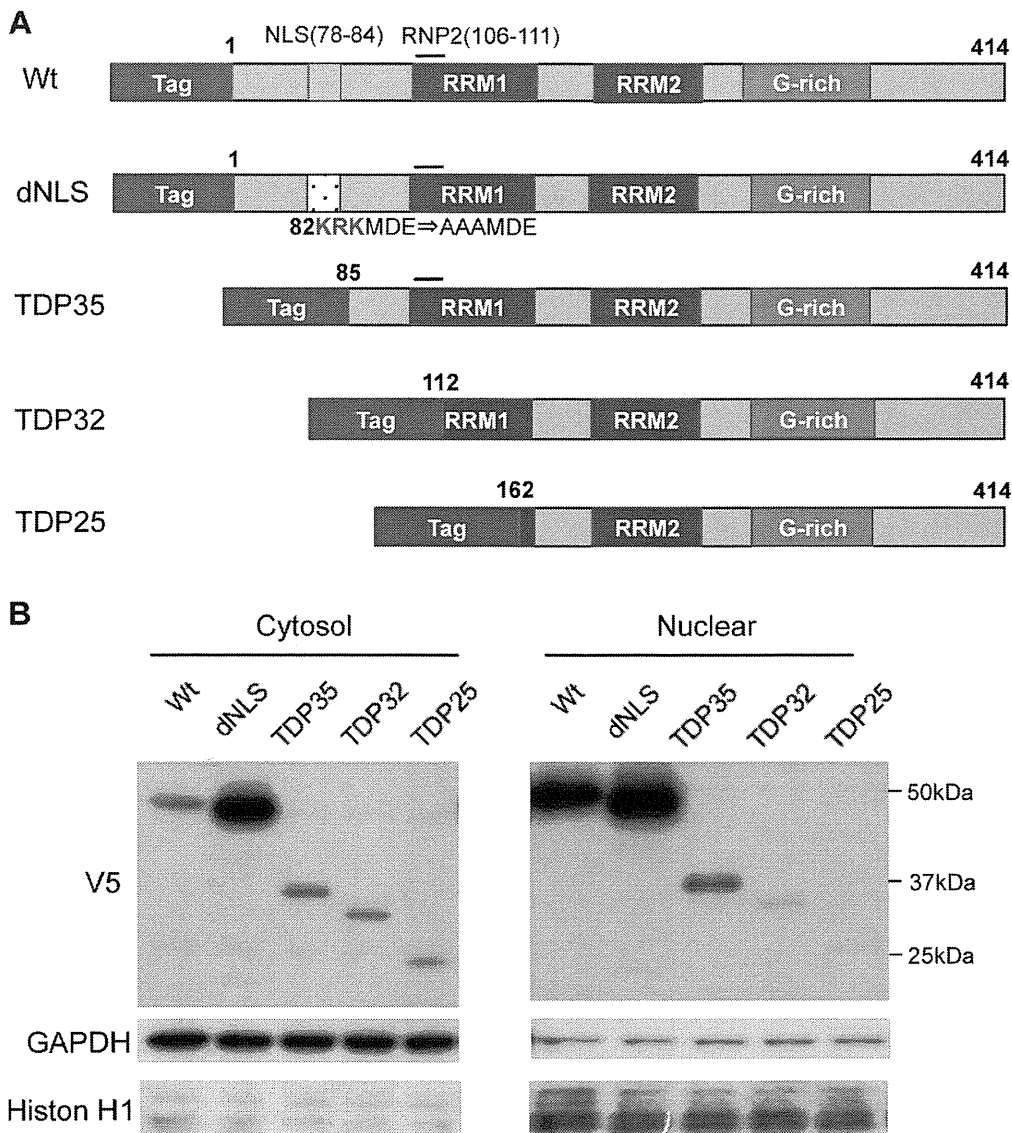 A
NLS(78-84) RNP2(106-111)
1 414
Wt Tag RRM1 RRM2 G-rich
1 414
dNLS Tag RRM1 RRM2 G-rich
82KRKMDE⇒AAAMDE
85 414
TDP35 Tag RRM1 RRM2 G-rich
112 414
TDP32 Tag RRM1 RRM2 G-rich
162 414
TDP25 Tag RRM2 G-rich
B
Cytosol Nuclear
Wt dNLS TDP35 TDP32 TDP25 Wt dNLS TDP35 TDP32 TDP25
50kDa
V5 37kDa
25kDa
GAPDH
Histon H1